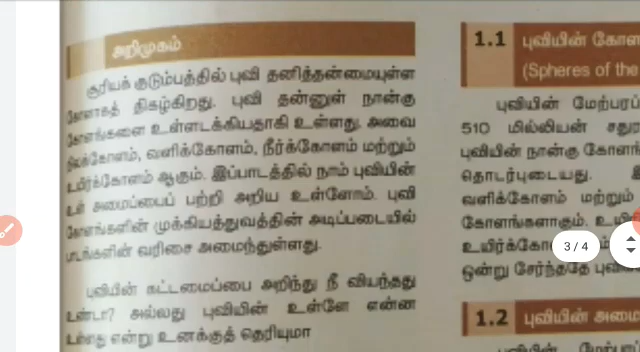 அறிமுகம்
சூரியக் குடும்பத்தில் புவி தனித்தன்மையுள்ள
கோளாகத் திகழ்கிறது. புவி தன்னுள் நான்கு
கோளங்களை உள்ளடக்கியதாகி உள்ளது. அவை
நிலக்கோளம், வளிக்கோளம், நீர்க்கோளம் மற்றும்
உயிர்க்கோளம் ஆகும். இப்பாடத்தில் நாம் புவியின்
உள் அமைப்பைப் பற்றி அறிய உள்ளோம். புவி
கோளங்களின் முக்கியத்துவத்தின் அடிப்படையில்
பாடங்களின் வரிசை அமைந்துள்ளது.
புவியின் கட்டமைப்பை அறிந்து நீ வியந்தது
உண்டா? அல்லது புவியின் உள்ளே என்ன
உள்ளது என்று உனக்குத் தெரியுமா
1.1 புவியின் கோள
(Spheres of the
புவியின் மேற்பரப்
510 மில்லியன் சதுர
புவியின் நான்கு கோளங்
தொடர்புடையது.
வளிக்கோளம் மற்றும்
கோளங்களாகும். உயி
உயிர்க்கோ
ஒன்று சேர்ந்ததே புவி
3 / 4
1.2 புவியின் அமை
புவியின் மேற்பர